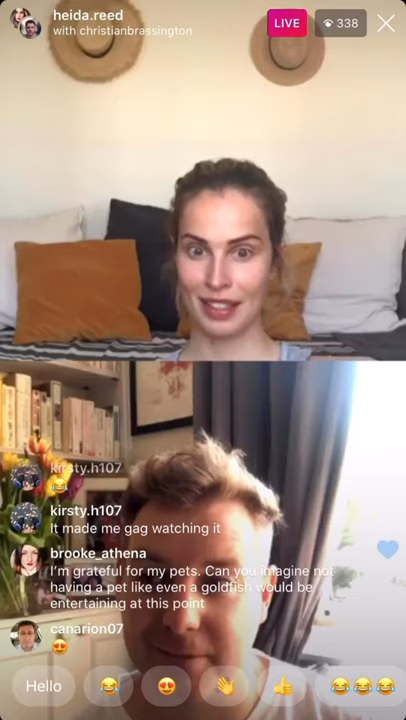 heida.reed
with christianbrassington
LIVE
338
kirsty.h107
😂
kirsty.h107
It made me gag watching it
brooke_athena
I'm grateful for my pets. Can you imagine not
having a pet like even a goldfish would be
entertaining at this point
canarion07
😍
Hello
😂
😍
👋
👍
😂😂😂